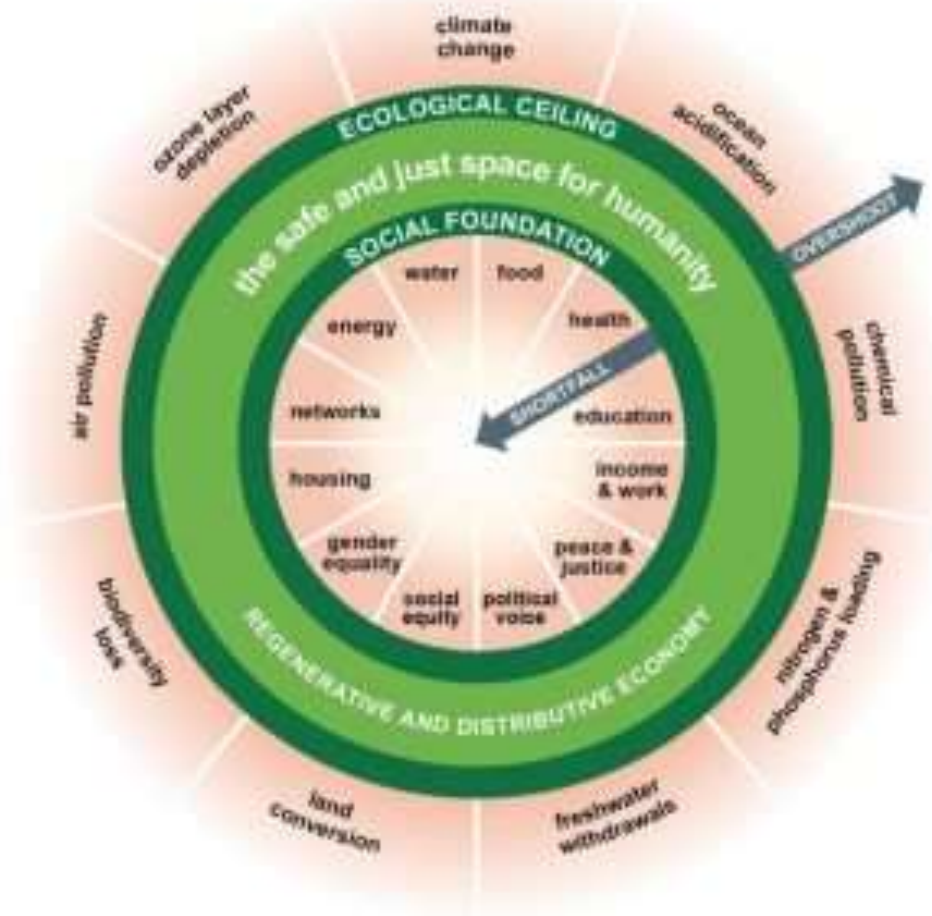 climate
change
ocean
acidification
chemical
pollution
nitrogen &
phosphorus loading
freshwater
withdrawals
land
conversion
biodiversity
loss
air pollution
ozone layer
depletion
ECOLOGICAL CEILING
the safe and just space for humanity
SOCIAL FOUNDATION
OVERSHOOT
SHORTFALL
water
food
health
education
income
& work
peace &
justice
political
voice
social
equity
gender
equality
housing
networks
energy
REGENERATIVE AND DISTRIBUTIVE ECONOMY